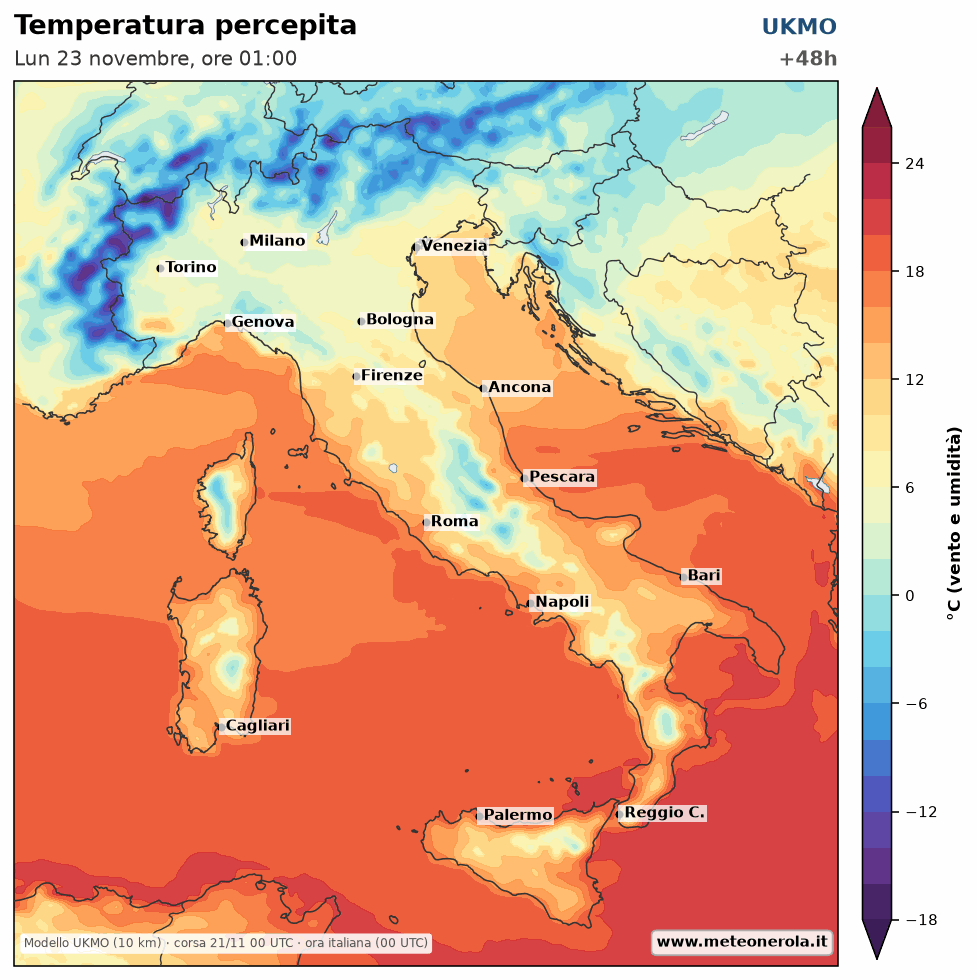 Temperatura percepita
UKMO
Lun 23 novembre, ore 01:00
+48h
Milano
Venezia
Torino
Genova
Bologna
Firenze
Ancona
Pescara
Roma
Bari
Napoli
Cagliari
Palermo
Reggio C.
24
18
12
6
0
−6
−12
−18
°C (vento e umidità)
Modello UKMO (10 km) · corsa 21/11 00 UTC · ora italiana (00 UTC)
www.meteonerola.it